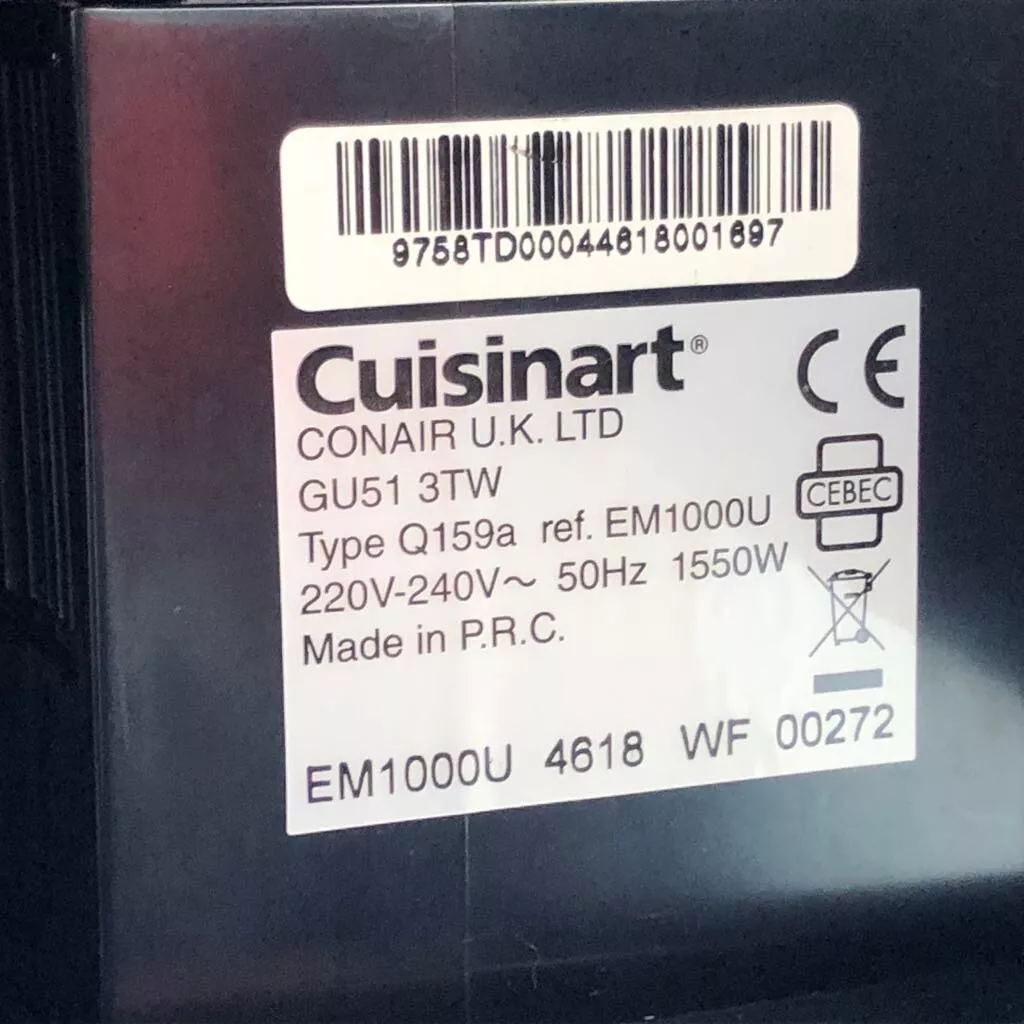 9758TD00044618001697
Cuisinart®
CE
CONAIR U.K. LTD
GU51 3TW
CEBEC
Type Q159a ref. EM1000U
220V-240V~ 50Hz 1550W
Made in P.R.C.
EM1000U 4618 WF 00272